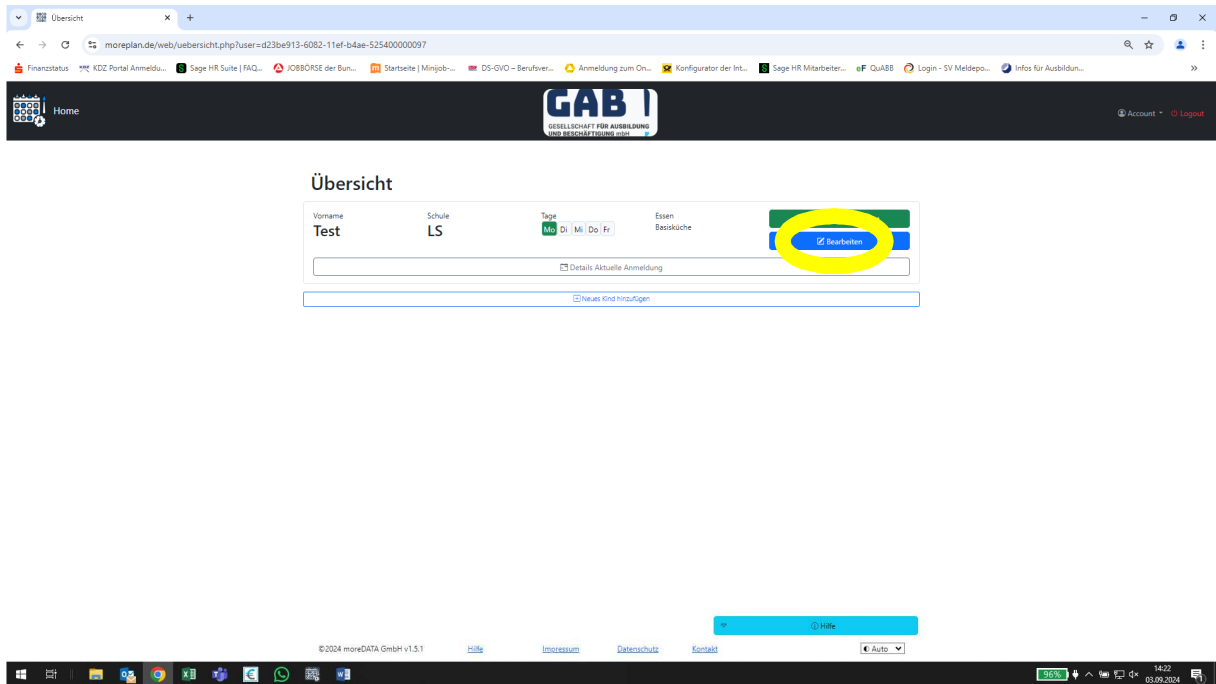 Übersicht
moreplan.de/web/uebersicht.php?user=d23be913-6082-11ef-b4ae-525400000097
Finanzstatus
KDZ Portal Anmeldu...
Sage HR Suite | FAQ...
JOBBÖRSE der Bun...
Startseite | Minijob-...
DS-GVO – Berufsver...
Anmeldung zum On...
Konfigurator der Int...
Sage HR Mitarbeiter...
QuABB
Login - SV Meldepo...
Infos für Ausbildun...
Home
GAB
GESELLSCHAFT FÜR AUSBILDUNG
UND BESCHÄFTIGUNG mbH
Account
Logout
Übersicht
Vorname Schule Tage Essen
Test LS Mo Di Mi Do Fr Basisküche
Bearbeiten
Details Aktuelle Anmeldung
Neues Kind hinzufügen
Hilfe
©2024 moreDATA GmbH v1.5.1 Hilfe Impressum Datenschutz Kontakt Auto
96%
14:22
03.09.2024